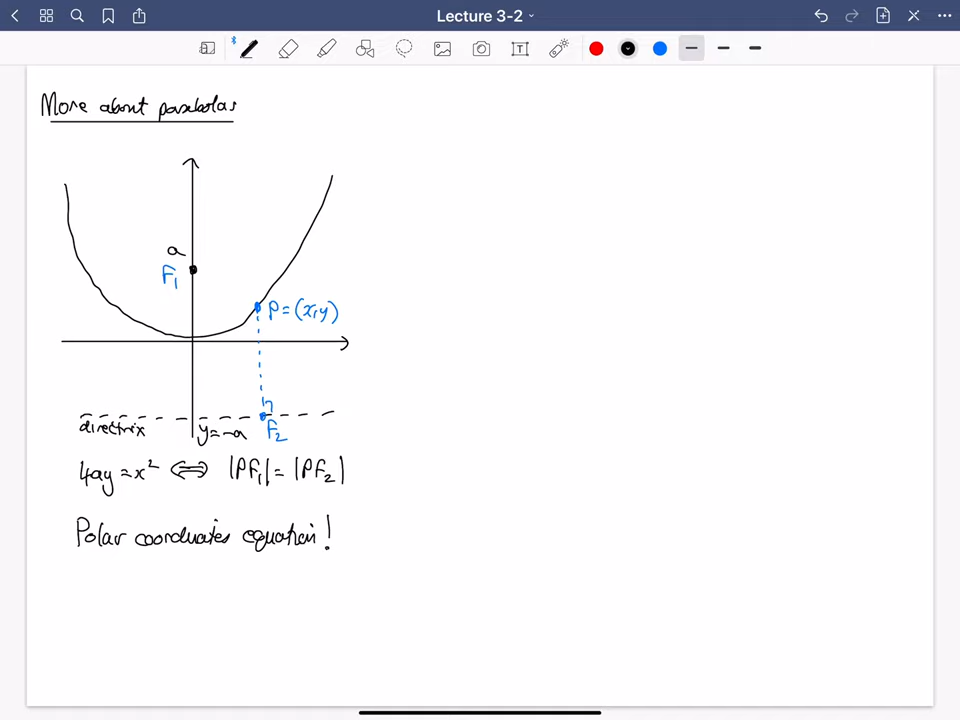 Lecture 3-2
More about parabolas
a
F₁
P=(x,y)
directrix
y=-a
F₂
4ay=x² ⟺ |PF₁|=|PF₂|
Polar coordinates equation!